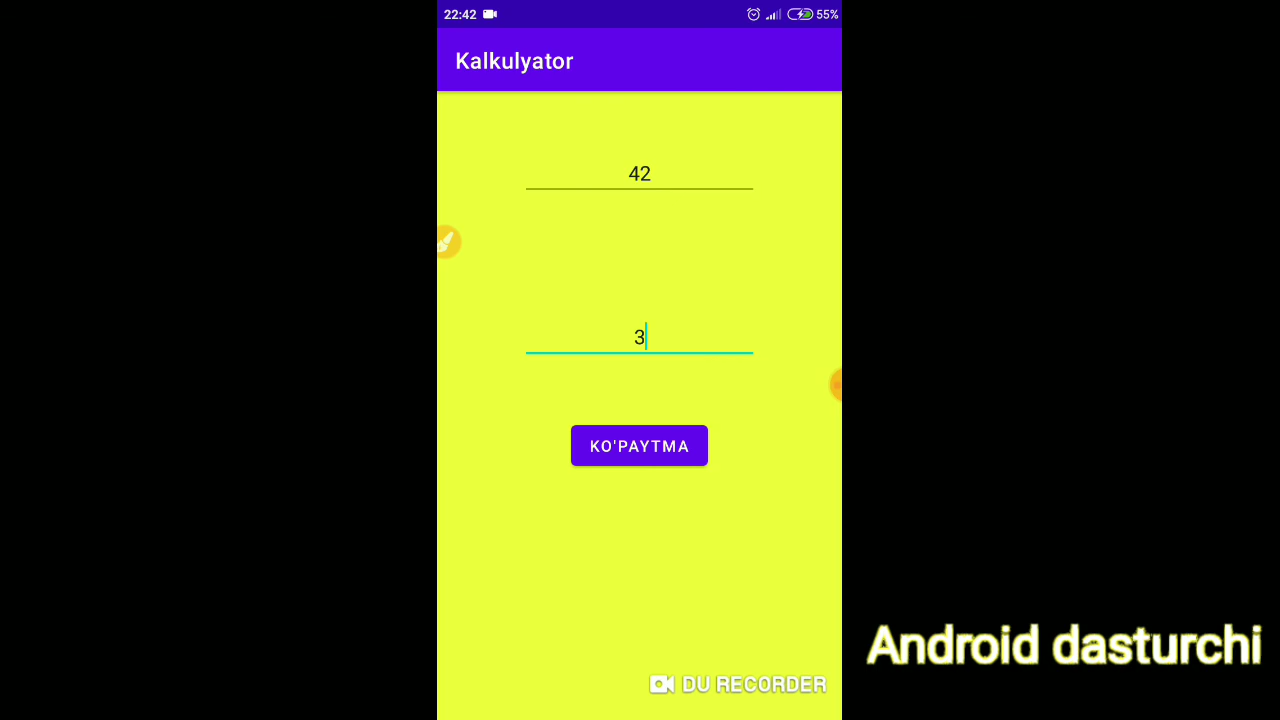 22:42
55%
Kalkulyator
42
3
KO'PAYTMA
Android dasturchi
DU RECORDER